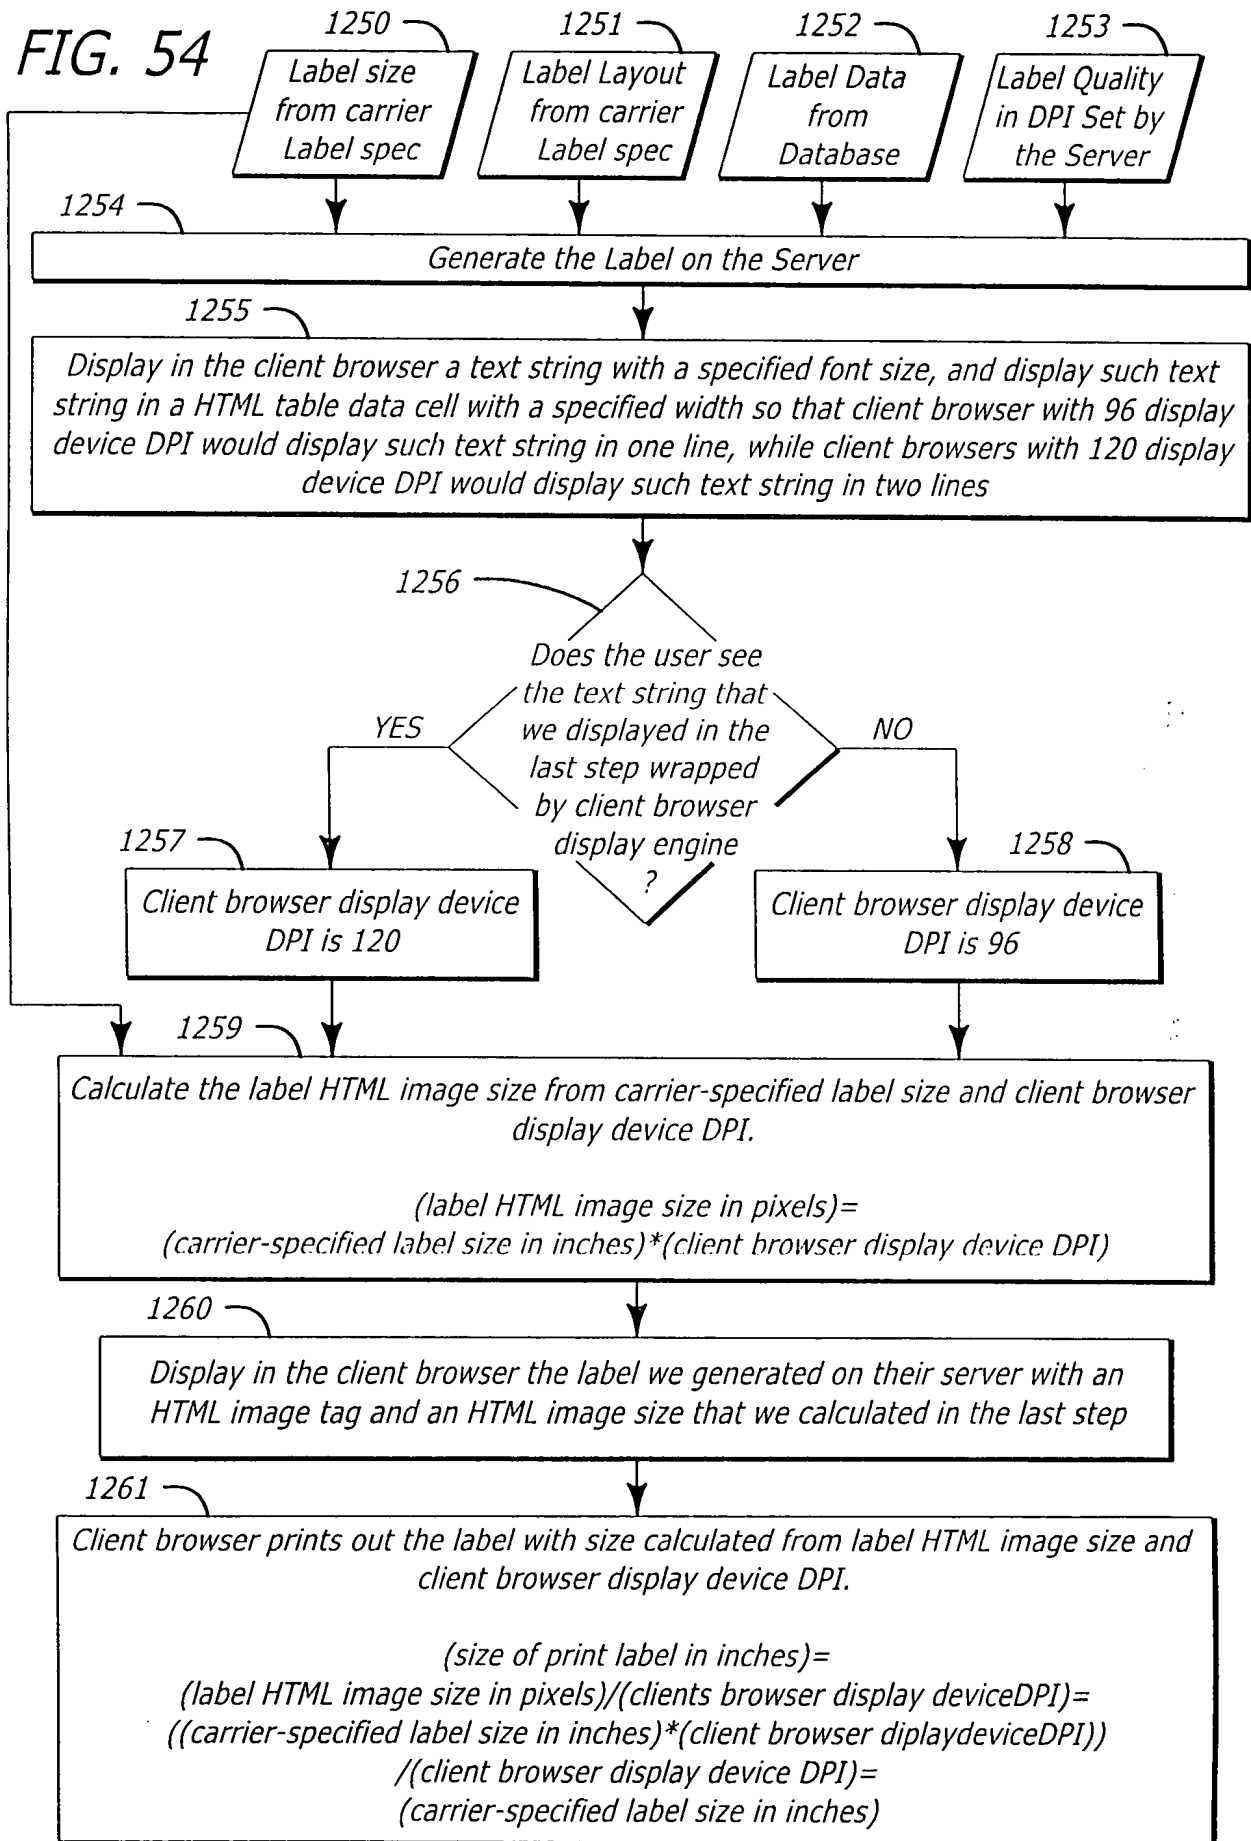 FIG. 54
1250
1251
1252
1253
Label size
from carrier
Label spec
Label Layout
from carrier
Label spec
Label Data
from
Database
Label Quality
in DPI Set by
the Server
1254
Generate the Label on the Server
1255
Display in the client browser a text string with a specified font size, and display such text
string in a HTML table data cell with a specified width so that client browser with 96 display
device DPI would display such text string in one line, while client browsers with 120 display
device DPI would display such text string in two lines
1256
Does the user see
the text string that
we displayed in the
last step wrapped
by client browser
display engine
?
YES
NO
1257
Client browser display device
DPI is 120
1258
Client browser display device
DPI is 96
1259
Calculate the label HTML image size from carrier-specified label size and client browser
display device DPI.
(label HTML image size in pixels)=
(carrier-specified label size in inches)*(client browser display device DPI)
1260
Display in the client browser the label we generated on their server with an
HTML image tag and an HTML image size that we calculated in the last step
1261
Client browser prints out the label with size calculated from label HTML image size and
client browser display device DPI.
(size of print label in inches)=
(label HTML image size in pixels)/(clients browser display deviceDPI)=
((carrier-specified label size in inches)*(client browser diplaydeviceDPI))
/(client browser display device DPI)=
(carrier-specified label size in inches)